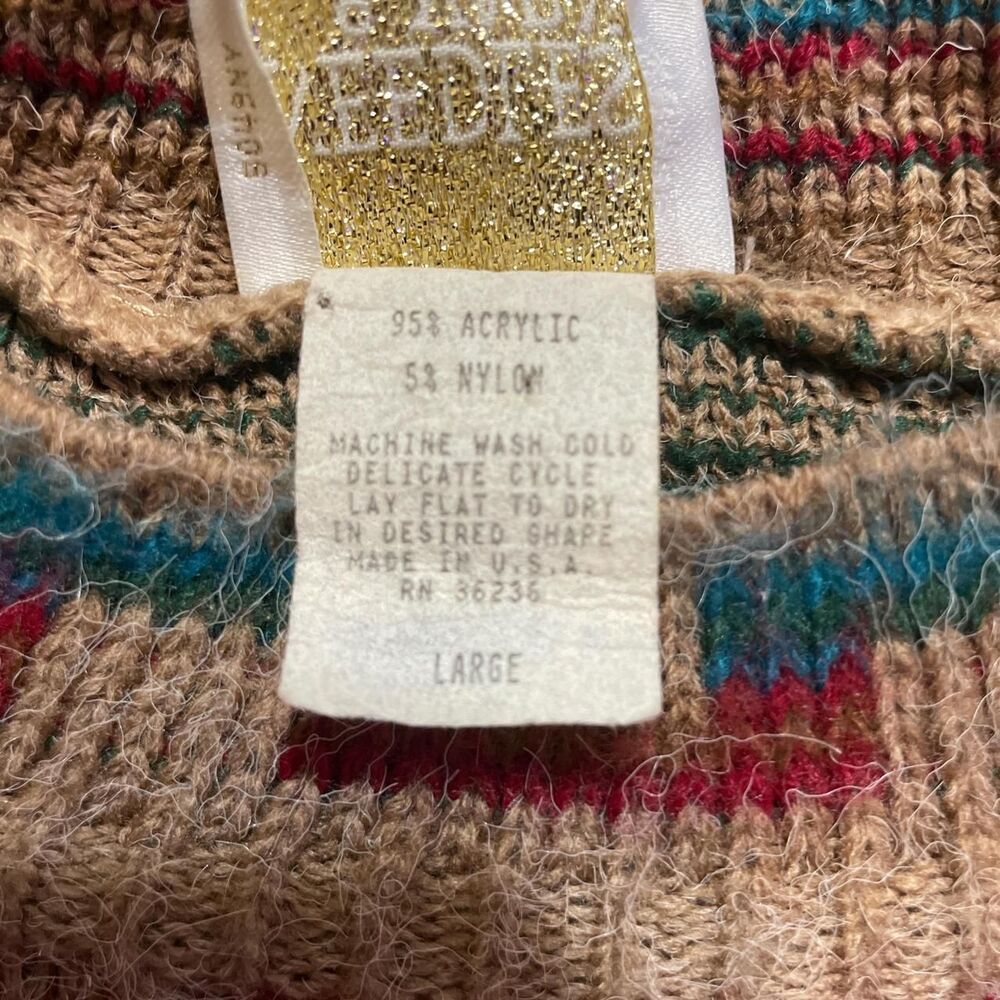 NEEDLES
95% ACRYLIC
5% NYLON
MACHINE WASH COLD
DELICATE CYCLE
LAY FLAT TO DRY
IN DESIRED SHAPE
MADE IN U.S.A.
RN 36236
LARGE